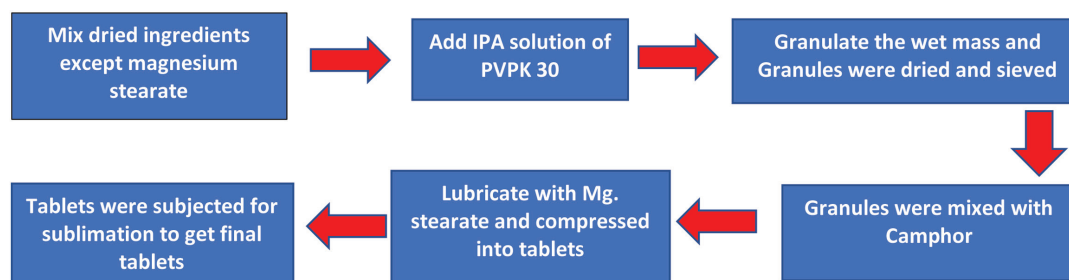 Mix dried ingredients
except magnesium
stearate
Add IPA solution of
PVPK 30
Granulate the wet mass and
Granules were dried and sieved
Granules were mixed with
Camphor
Lubricate with Mg.
stearate and compressed
into tablets
Tablets were subjected for
sublimation to get final
tablets